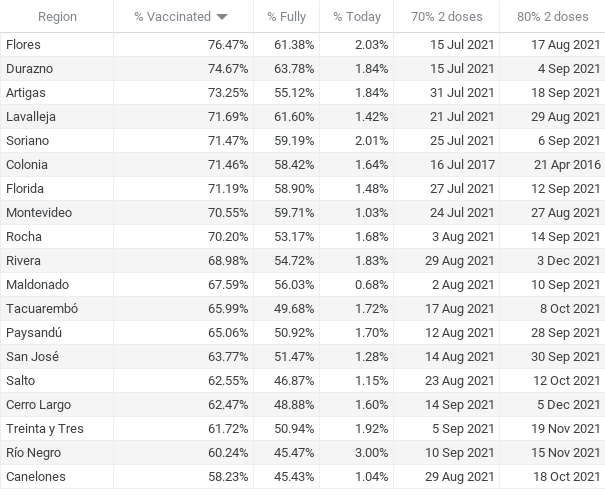 Region % Vaccinated % Fully % Today 70% 2 doses 80% 2 doses
Flores 76.47% 61.38% 2.03% 15 Jul 2021 17 Aug 2021
Durazno 74.67% 63.78% 1.84% 15 Jul 2021 4 Sep 2021
Artigas 73.25% 55.12% 1.84% 31 Jul 2021 18 Sep 2021
Lavalleja 71.69% 61.60% 1.42% 21 Jul 2021 29 Aug 2021
Soriano 71.47% 59.19% 2.01% 25 Jul 2021 6 Sep 2021
Colonia 71.46% 58.42% 1.64% 16 Jul 2017 21 Apr 2016
Florida 71.19% 58.90% 1.48% 27 Jul 2021 12 Sep 2021
Montevideo 70.55% 59.71% 1.03% 24 Jul 2021 27 Aug 2021
Rocha 70.20% 53.17% 1.68% 3 Aug 2021 14 Sep 2021
Rivera 68.98% 54.72% 1.83% 29 Aug 2021 3 Dec 2021
Maldonado 67.59% 56.03% 0.68% 2 Aug 2021 10 Sep 2021
Tacuarembó 65.99% 49.68% 1.72% 17 Aug 2021 8 Oct 2021
Paysandú 65.06% 50.92% 1.70% 12 Aug 2021 28 Sep 2021
San José 63.77% 51.47% 1.28% 14 Aug 2021 30 Sep 2021
Salto 62.55% 46.87% 1.15% 23 Aug 2021 12 Oct 2021
Cerro Largo 62.47% 48.88% 1.60% 14 Sep 2021 5 Dec 2021
Treinta y Tres 61.72% 50.94% 1.92% 5 Sep 2021 19 Nov 2021
Río Negro 60.24% 45.47% 3.00% 10 Sep 2021 15 Nov 2021
Canelones 58.23% 45.43% 1.04% 29 Aug 2021 18 Oct 2021